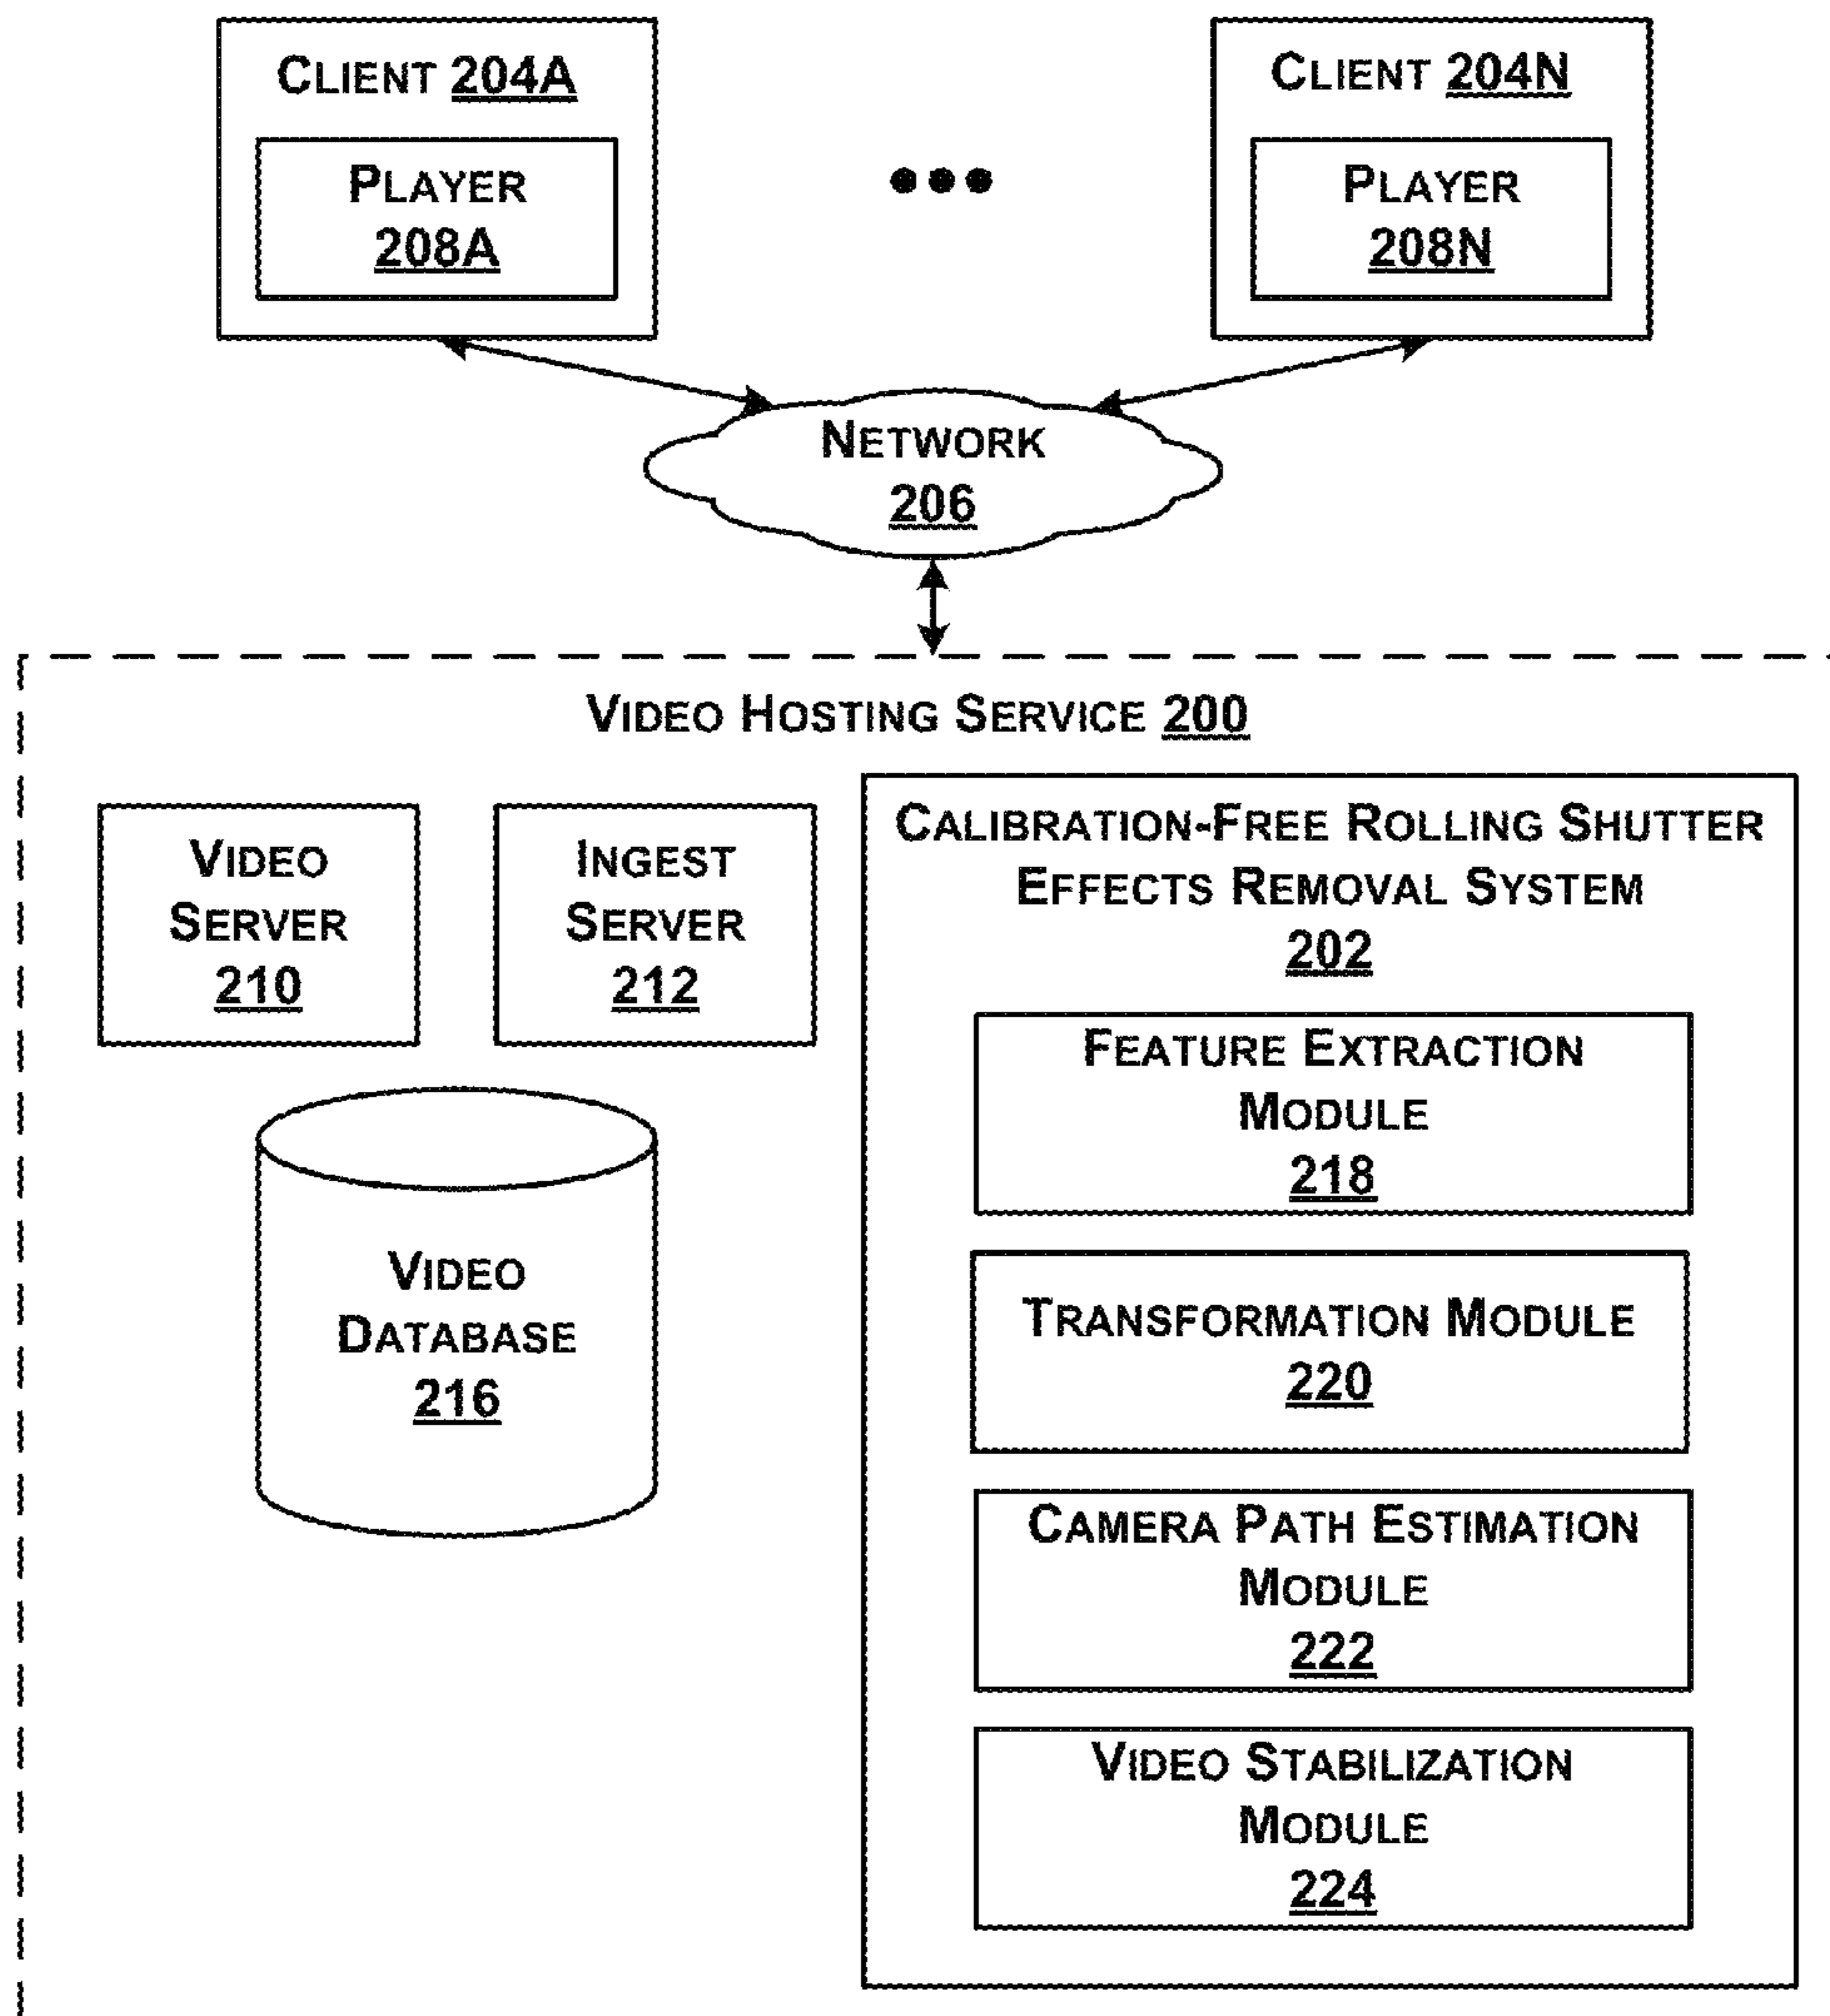 CLIENT 204A
PLAYER
208A
CLIENT 204N
PLAYER
208N
NETWORK
206
VIDEO HOSTING SERVICE 200
VIDEO
SERVER
210
INGEST
SERVER
212
VIDEO
DATABASE
216
CALIBRATION-FREE ROLLING SHUTTER
EFFECTS REMOVAL SYSTEM
202
FEATURE EXTRACTION
MODULE
218
TRANSFORMATION MODULE
220
CAMERA PATH ESTIMATION
MODULE
222
VIDEO STABILIZATION
MODULE
224